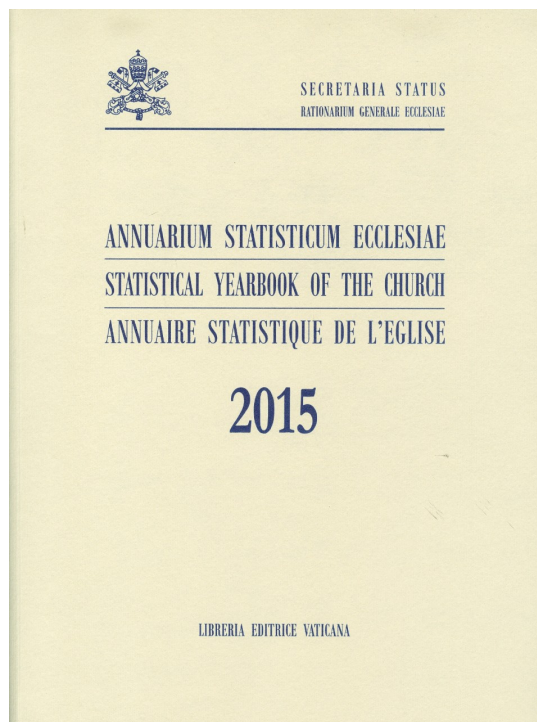 SECRETARIA STATUS
RATIONARIUM GENERALE ECCLESIAE
ANNUARIUM STATISTICUM ECCLESIAE
STATISTICAL YEARBOOK OF THE CHURCH
ANNUAIRE STATISTIQUE DE L'EGLISE
2015
LIBRERIA EDITRICE VATICANA